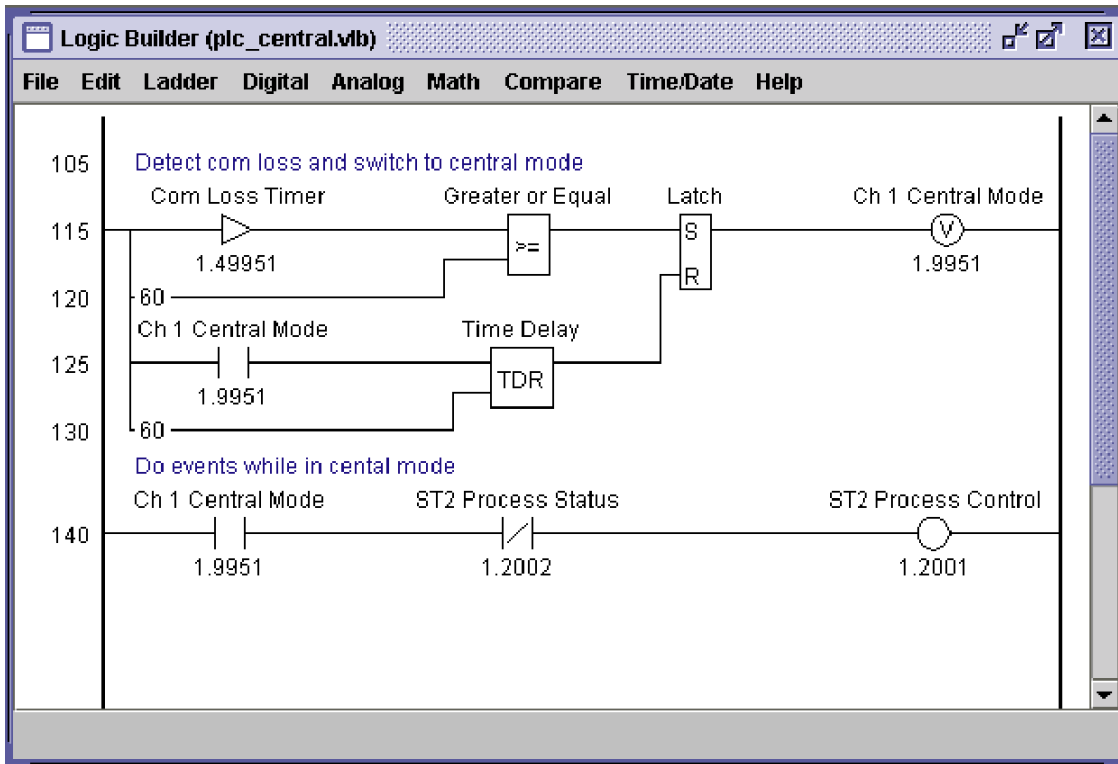 Logic Builder (plc_central.vlb)
File Edit Ladder Digital Analog Math Compare Time/Date Help
105 Detect com loss and switch to central mode
Com Loss Timer Greater or Equal Latch Ch 1 Central Mode
115 >= S V
1.49951 R 1.9951
120 60
Ch 1 Central Mode Time Delay
125 TDR
1.9951
130 60
Do events while in cental mode
Ch 1 Central Mode ST2 Process Status ST2 Process Control
140
1.9951 1.2002 1.2001